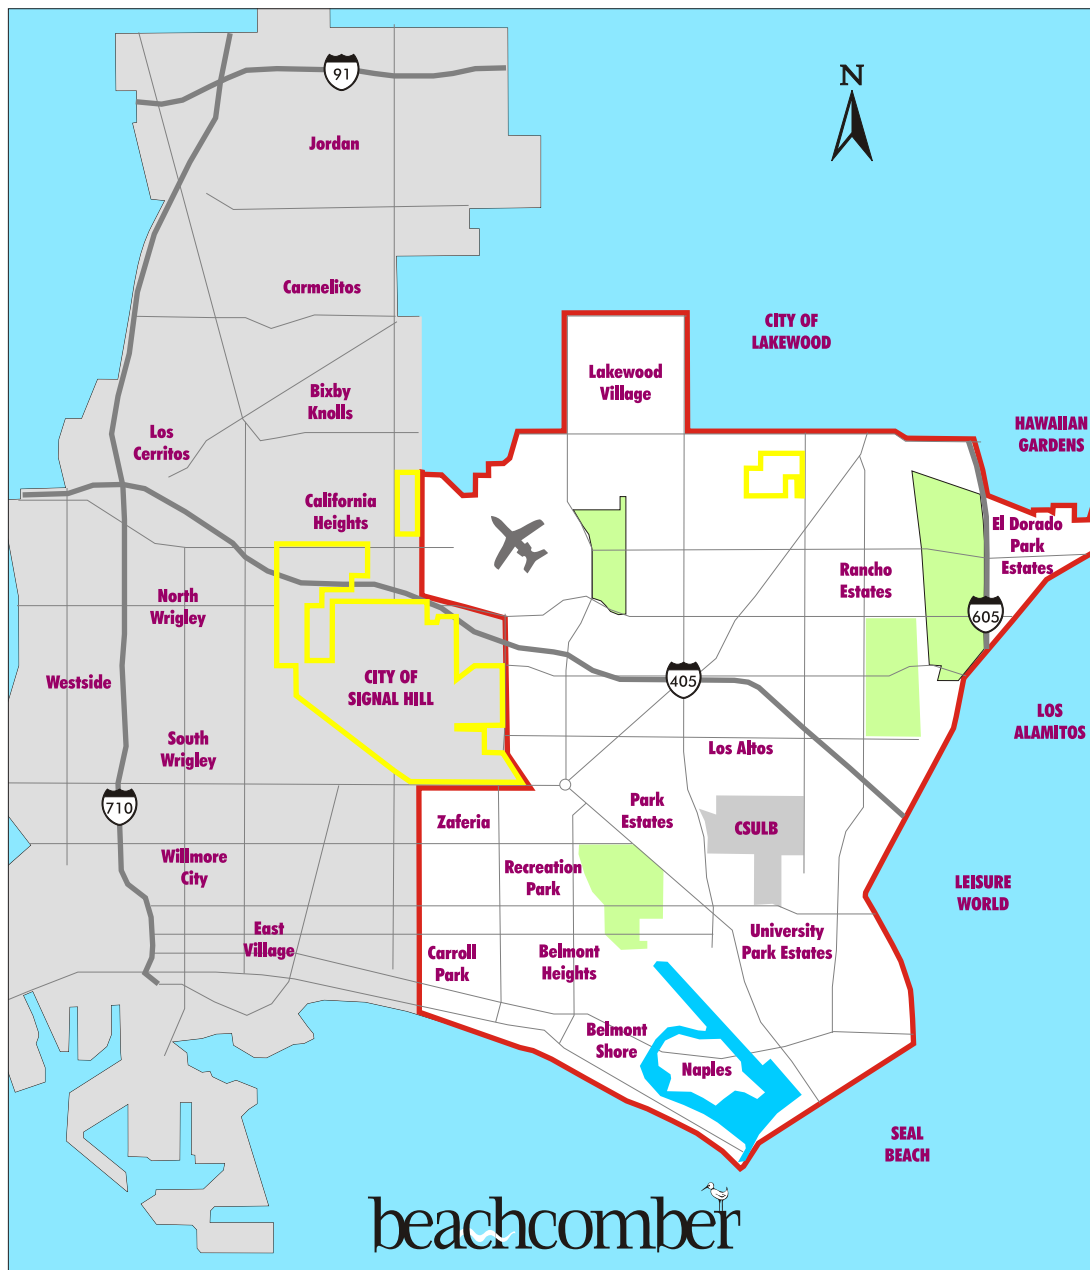 91
N
Jordan
Carmelitos
CITY OF
LAKEWOOD
Lakewood
Village
Bixby
Knolls
HAWAIIAN
GARDENS
Los
Cerritos
California
Heights
El Dorado
Park
Estates
Rancho
Estates
North
Wrigley
605
CITY OF
SIGNAL HILL
Westside
405
LOS
ALAMITOS
South
Wrigley
Los Altos
710
Park
Estates
Zaferia
CSULB
Willmore
City
Recreation
Park
LEISURE
WORLD
East
Village
University
Park Estates
Carroll
Park
Belmont
Heights
Belmont
Shore
Naples
SEAL
BEACH
beachcomber